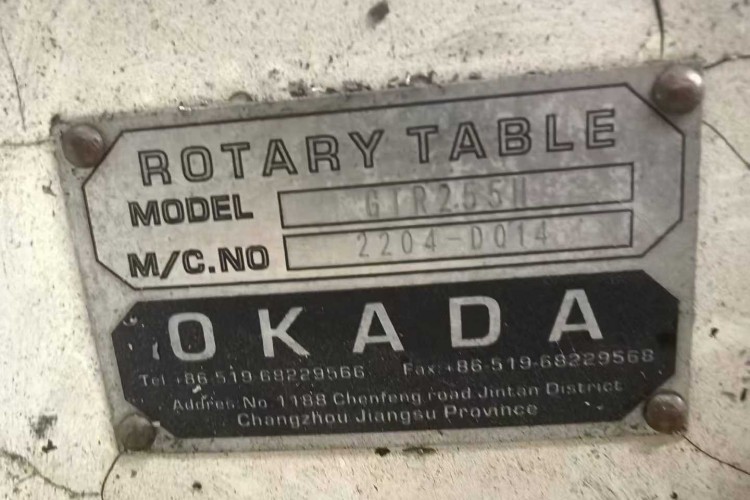 ROTARY TABLE
MODEL GTR255H
M/C.NO 2204-D014
OKADA
Tel +86-519-68229566 Fax: +86-519-68229568
Addres: No 1188 Chenfeng road Jintan District
Changzhou Jiangsu Province